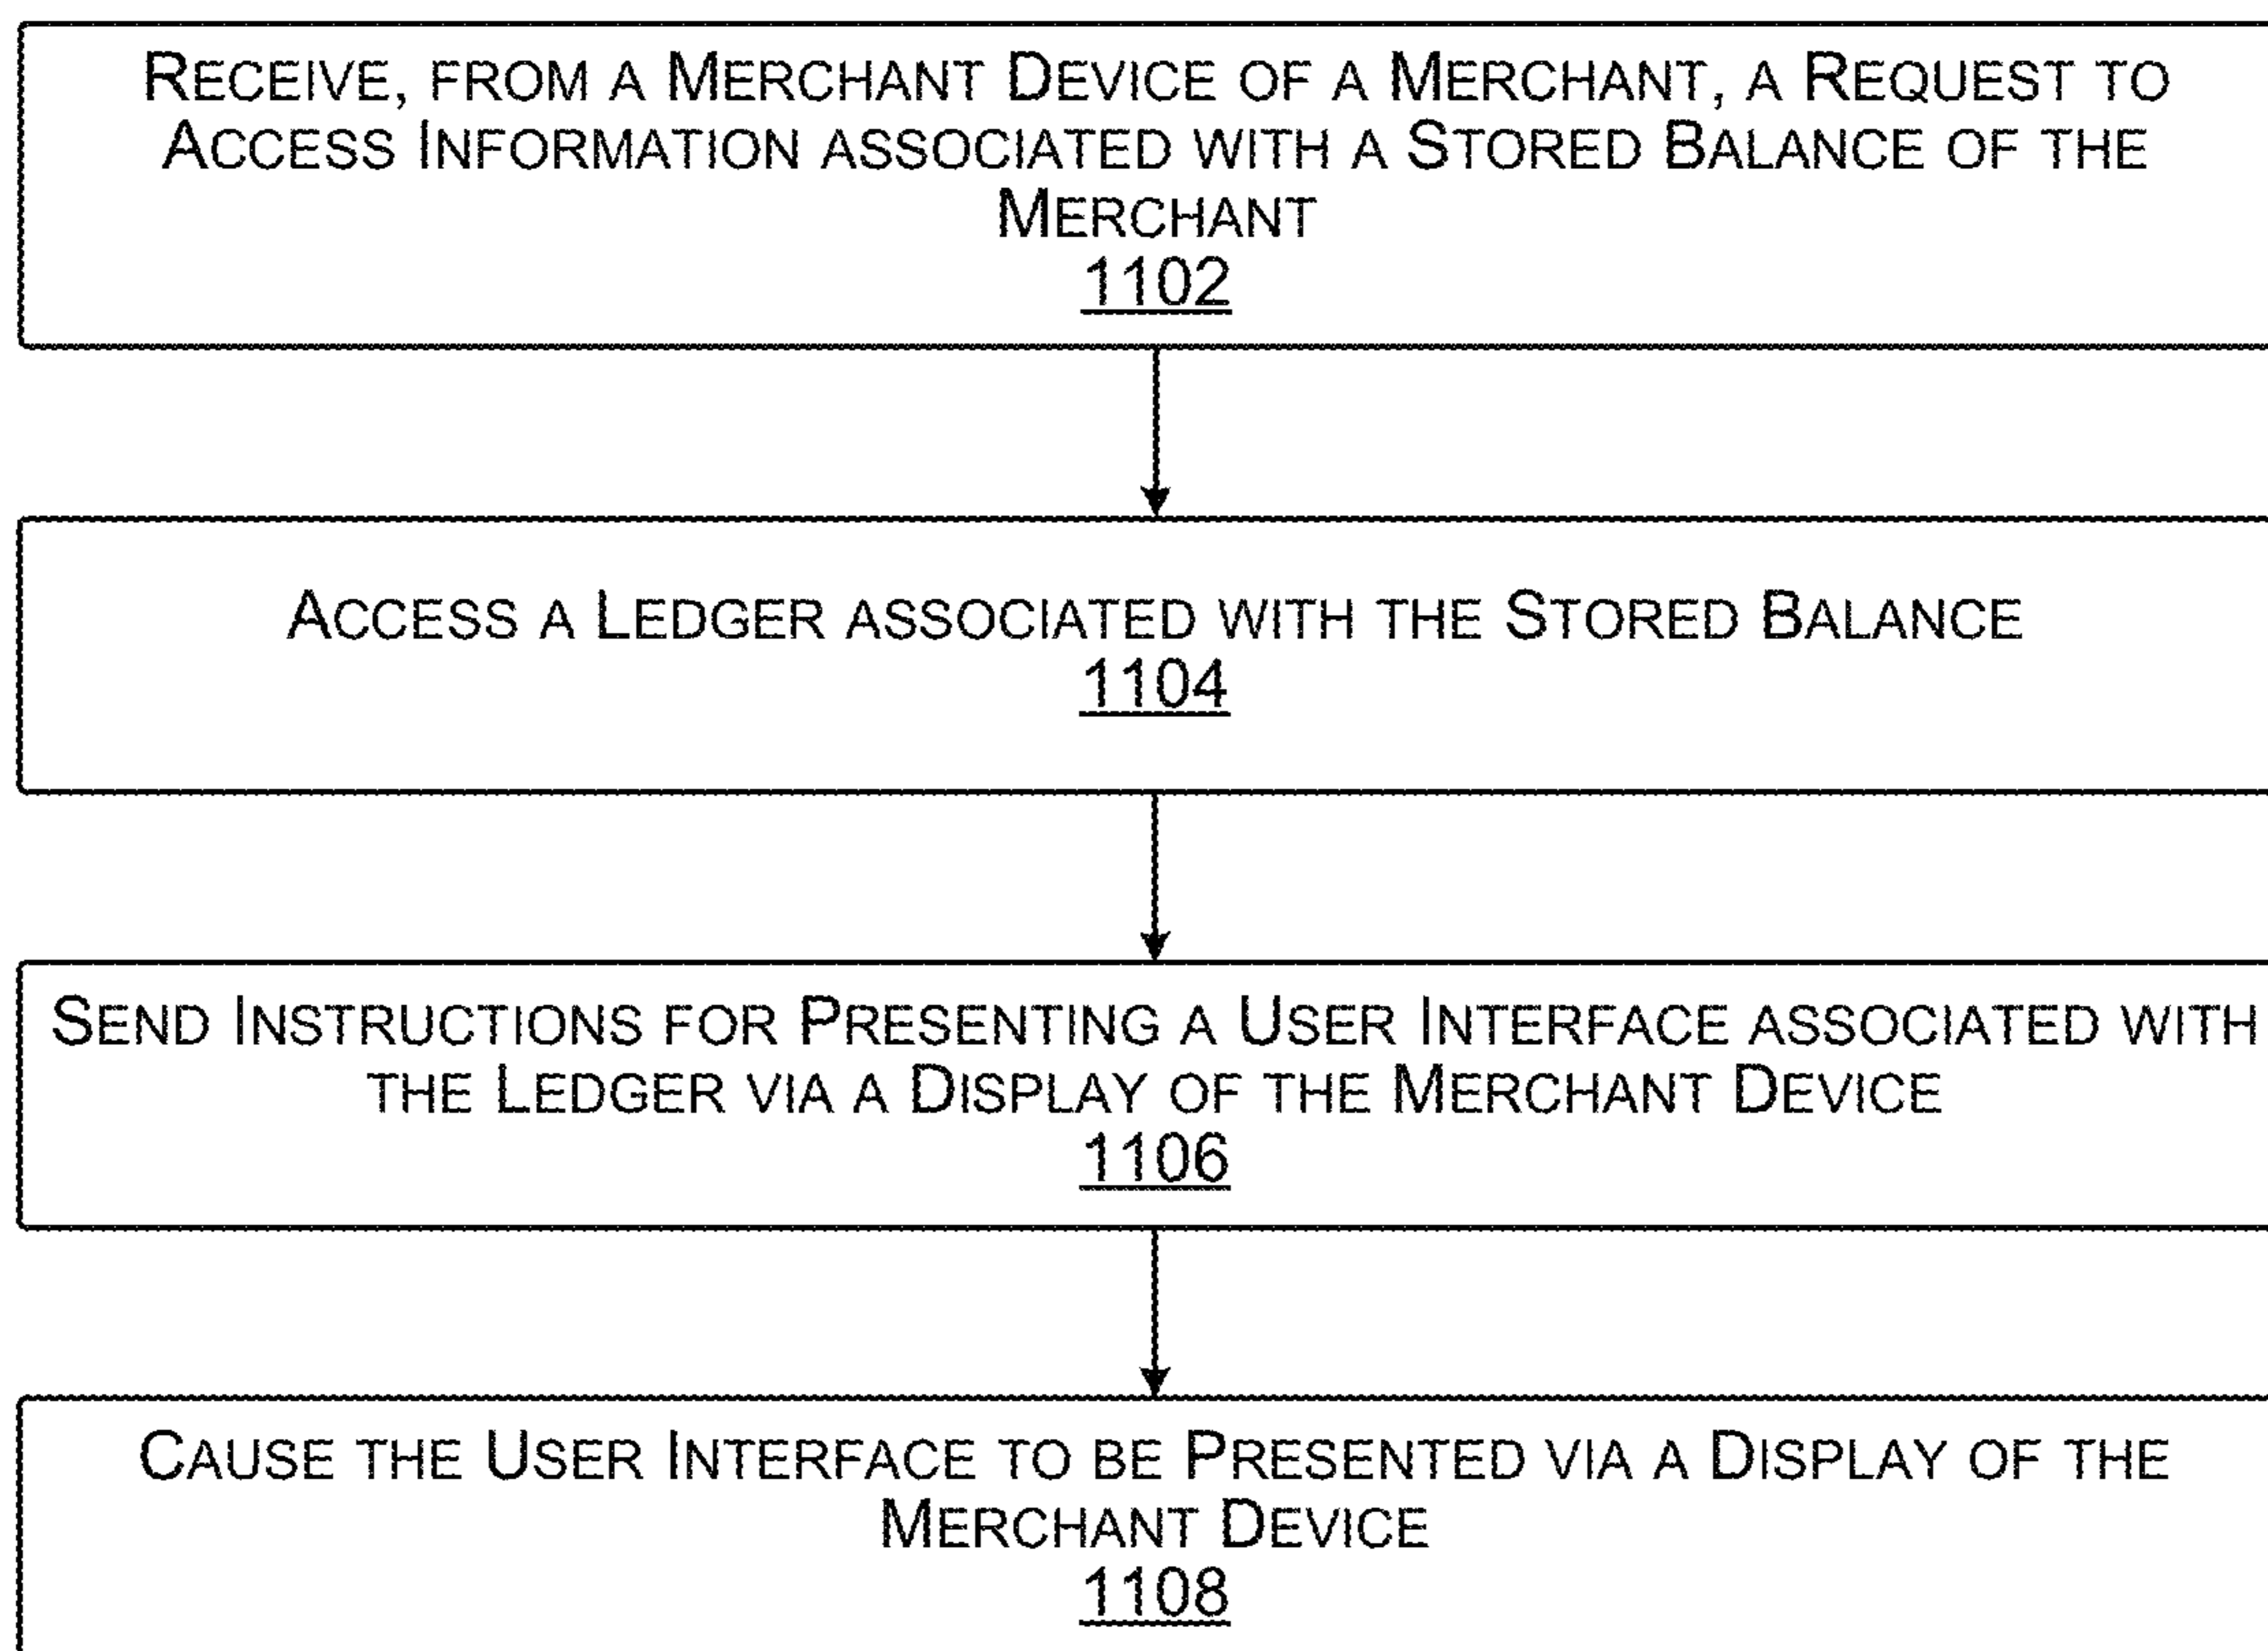 RECEIVE, FROM A MERCHANT DEVICE OF A MERCHANT, A REQUEST TO
ACCESS INFORMATION ASSOCIATED WITH A STORED BALANCE OF THE
MERCHANT
1102
ACCESS A LEDGER ASSOCIATED WITH THE STORED BALANCE
1104
SEND INSTRUCTIONS FOR PRESENTING A USER INTERFACE ASSOCIATED WITH
THE LEDGER VIA A DISPLAY OF THE MERCHANT DEVICE
1106
CAUSE THE USER INTERFACE TO BE PRESENTED VIA A DISPLAY OF THE
MERCHANT DEVICE
1108